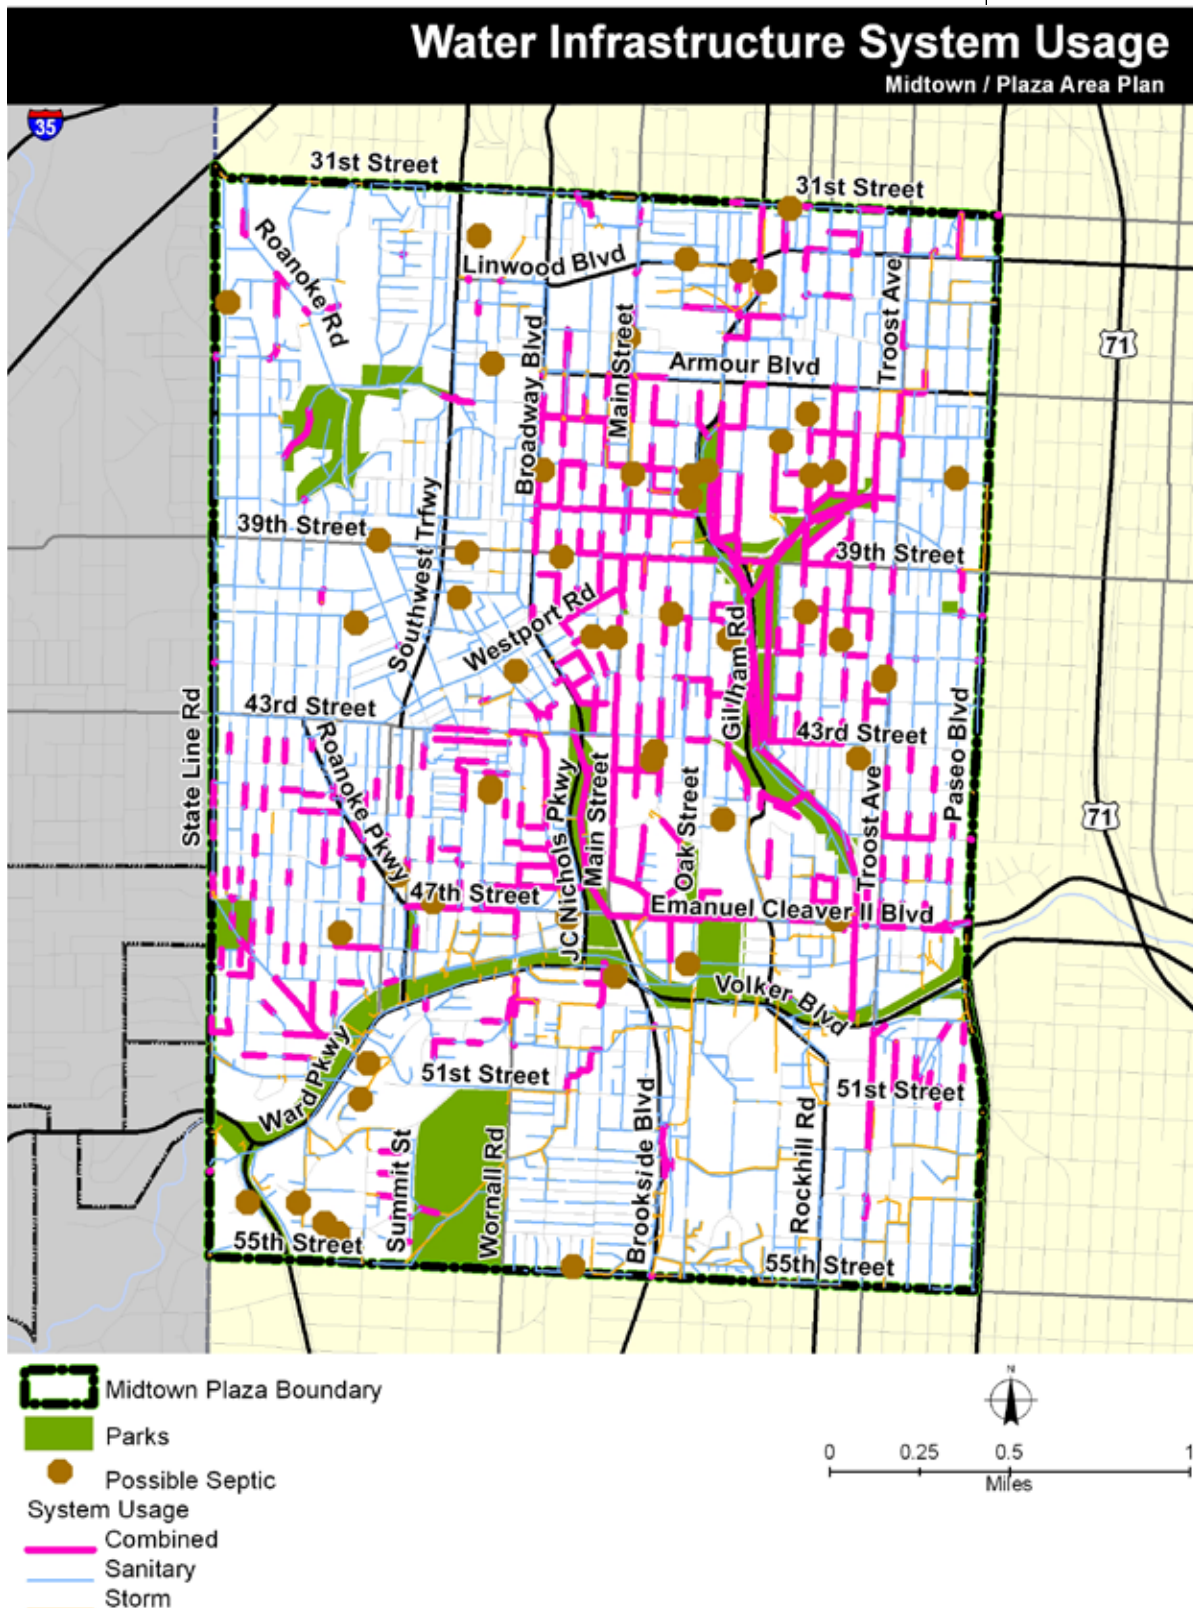 Water Infrastructure System Usage
Midtown / Plaza Area Plan
35
31st Street
31st Street
Roanoke Rd
Linwood Blvd
Troost Ave
71
Broadway Blvd
Main Street
Armour Blvd
39th Street
Southwest Trfwy
39th Street
Westport Rd
Gillham Rd
State Line Rd
43rd Street
43rd Street
Paseo Blvd
Roanoke Pkwy
JC Nichols Pkwy
Main Street
Oak Street
Troost Ave
71
47th Street
Emanuel Cleaver II Blvd
Volker Blvd
Ward Pkwy
51st Street
51st Street
Summit St
Wornall Rd
Brookside Blvd
Rockhill Rd
55th Street
55th Street
Midtown Plaza Boundary
Parks
Possible Septic
System Usage
Combined
Sanitary
Storm
N
0 0.25 0.5 1
Miles